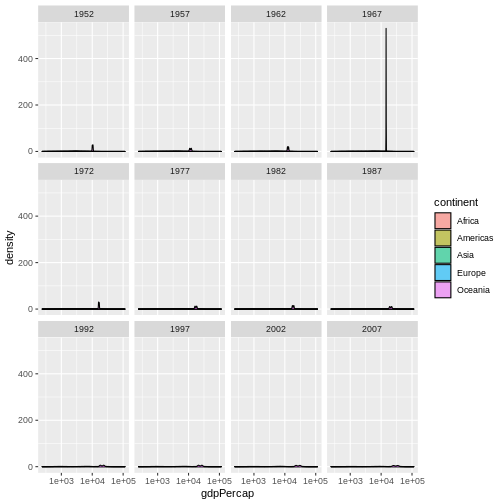 1952 1957 1962 1967
400
200
0
1972 1977 1982 1987
continent
Africa
Americas
Asia
Europe
Oceania
density
400
200
0
1992 1997 2002 2007
400
200
0
1e+03 1e+04 1e+05 1e+03 1e+04 1e+05 1e+03 1e+04 1e+05 1e+03 1e+04 1e+05
gdpPercap